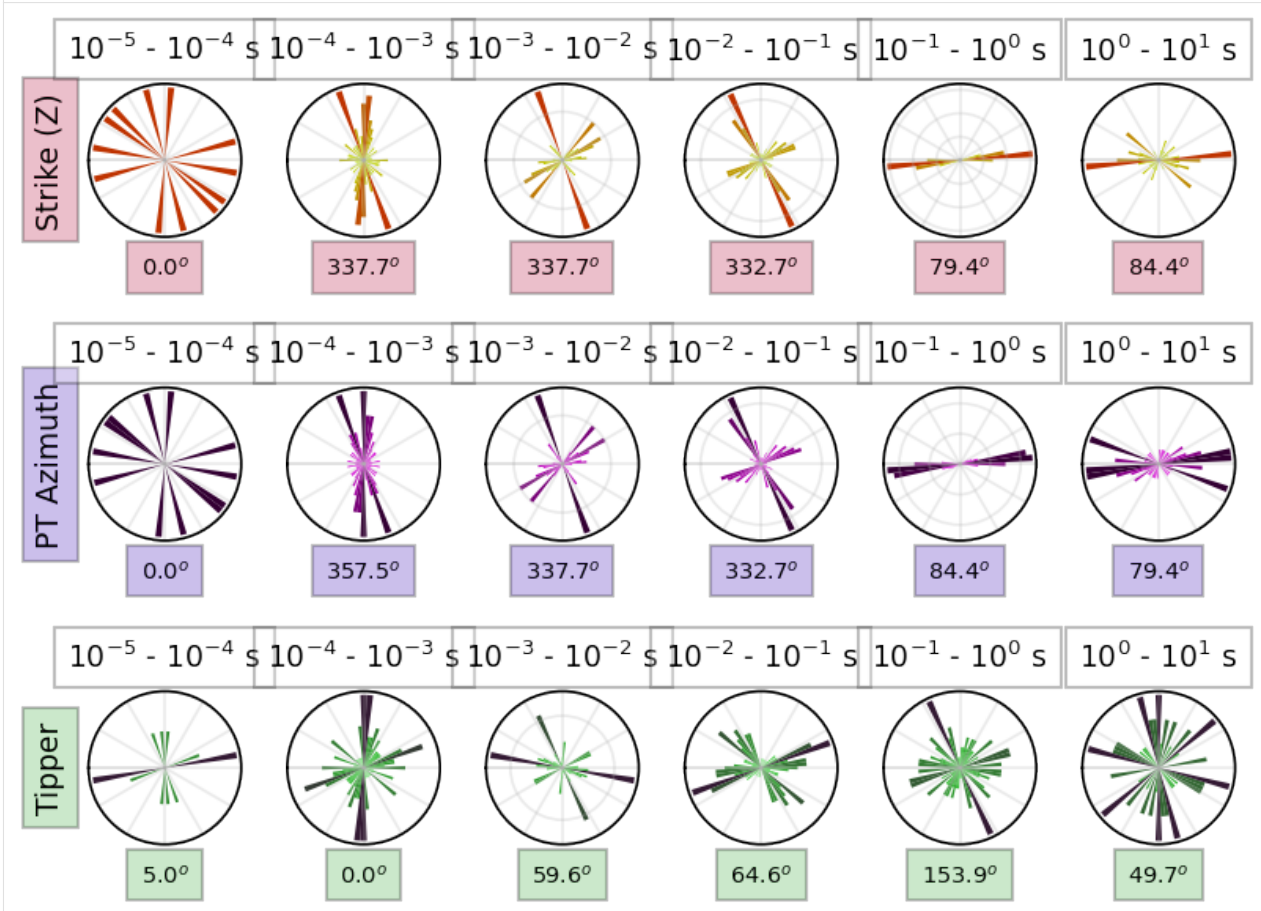 10⁻⁵ - 10⁻⁴ s 10⁻⁴ - 10⁻³ s 10⁻³ - 10⁻² s 10⁻² - 10⁻¹ s 10⁻¹ - 10⁰ s 10⁰ - 10¹ s
Strike (Z)
0.0° 337.7° 337.7° 332.7° 79.4° 84.4°
10⁻⁵ - 10⁻⁴ s 10⁻⁴ - 10⁻³ s 10⁻³ - 10⁻² s 10⁻² - 10⁻¹ s 10⁻¹ - 10⁰ s 10⁰ - 10¹ s
PT Azimuth
0.0° 357.5° 337.7° 332.7° 84.4° 79.4°
10⁻⁵ - 10⁻⁴ s 10⁻⁴ - 10⁻³ s 10⁻³ - 10⁻² s 10⁻² - 10⁻¹ s 10⁻¹ - 10⁰ s 10⁰ - 10¹ s
Tipper
5.0° 0.0° 59.6° 64.6° 153.9° 49.7°